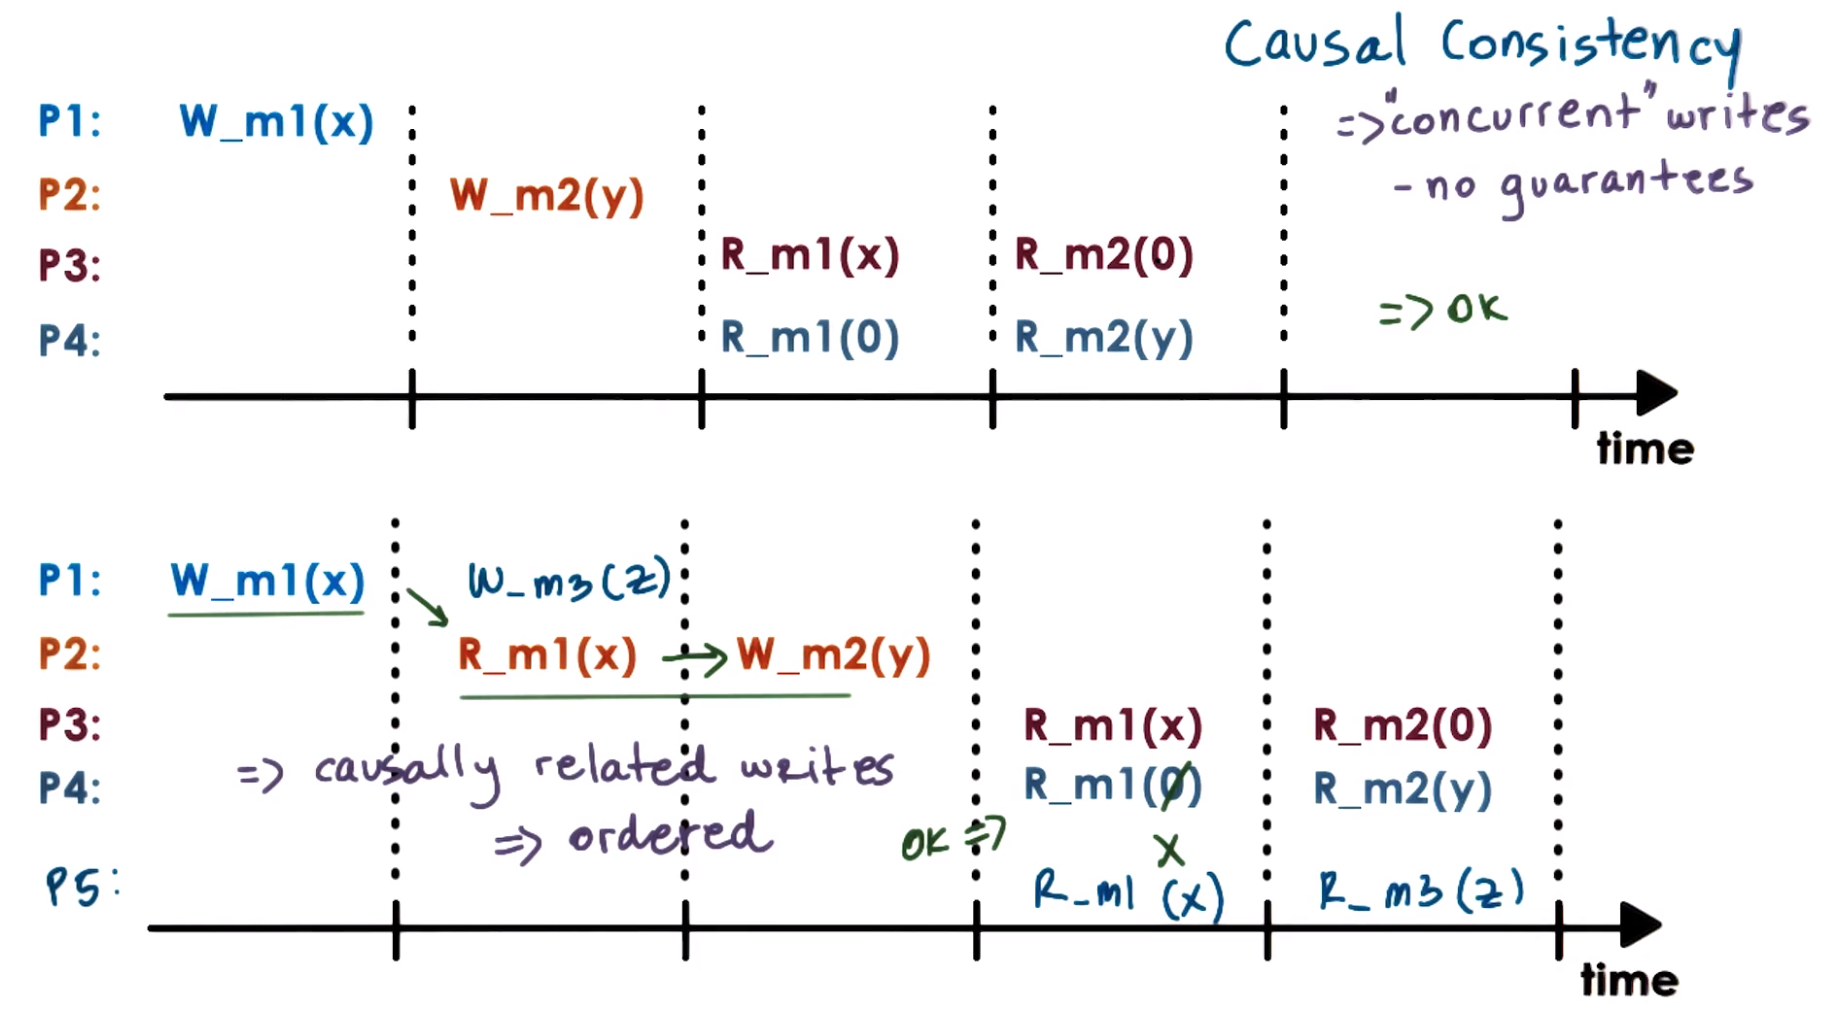 Causal Consistency
=> "concurrent" writes
- no guarantees
P1: W_m1(x)
P2: W_m2(y)
P3: R_m1(x) R_m2(0)
=> OK
P4: R_m1(0) R_m2(y)
time
P1: W_m1(x) W_m3(z)
P2: R_m1(x) → W_m2(y)
P3: R_m1(x) R_m2(0)
=> causally related writes
P4: R_m1(0) R_m2(y)
=> ordered
OK =>
x
P5: R_m1 (x) R_m3(z)
time